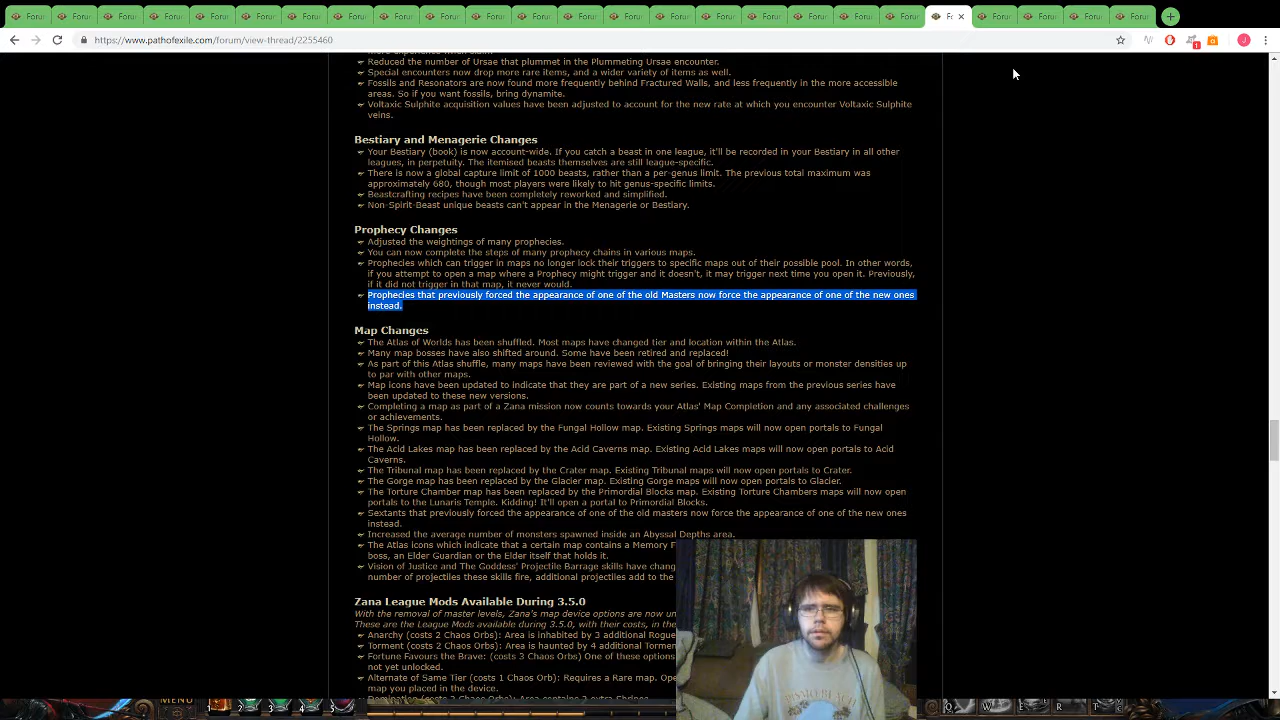 Foru Foru Foru Foru Foru Foru Foru Foru Foru Foru Foru Foru Foru Foru Foru Foru Foru Foru Foru Foru Fo Foru Foru Foru Foru
https://www.pathofexile.com/forum/view-thread/2255460
Reduced the number of Ursae that plummet in the Plummeting Ursae encounter.
Special encounters now drop more rare items, and a wider variety of items as well.
Fossils and Resonators are now found more frequently behind Fractured Walls, and less frequently in the more accessible
areas. So if you want fossils, bring dynamite.
Voltaxic Sulphite acquisition values have been adjusted to account for the new rate at which you encounter Voltaxic Sulphite
veins.
Bestiary and Menagerie Changes
Your Bestiary (book) is now account-wide. If you catch a beast in one league, it'll be recorded in your Bestiary in all other
leagues, in perpetuity. The itemised beasts themselves are still league-specific.
There is now a global capture limit of 1000 beasts, rather than a per-genus limit. The previous total maximum was
approximately 680, though most players were likely to hit genus-specific limits.
Beastcrafting recipes have been completely reworked and simplified.
Non-Spirit-Beast unique beasts can't appear in the Menagerie or Bestiary.
Prophecy Changes
Adjusted the weightings of many prophecies.
You can now complete the steps of many prophecy chains in various maps.
Prophecies which can trigger in maps no longer lock their triggers to specific maps out of their possible pool. In other words,
if you attempt to open a map where a Prophecy might trigger and it doesn't, it may trigger next time you open it. Previously,
if it did not trigger in that map, it never would.
Prophecies that previously forced the appearance of one of the old Masters now force the appearance of one of the new ones
instead.
Map Changes
The Atlas of Worlds has been shuffled. Most maps have changed tier and location within the Atlas.
Many map bosses have also shifted around. Some have been retired and replaced!
As part of this Atlas shuffle, many maps have been reviewed with the goal of bringing their layouts or monster densities up
to par with other maps.
Map icons have been updated to indicate that they are part of a new series. Existing maps from the previous series have
been updated to these new versions.
Completing a map as part of a Zana mission now counts towards your Atlas' Map Completion and any associated challenges
or achievements.
The Springs map has been replaced by the Fungal Hollow map. Existing Springs maps will now open portals to Fungal
Hollow.
The Acid Lakes map has been replaced by the Acid Caverns map. Existing Acid Lakes maps will now open portals to Acid
Caverns.
The Tribunal map has been replaced by the Crater map. Existing Tribunal maps will now open portals to Crater.
The Gorge map has been replaced by the Glacier map. Existing Gorge maps will now open portals to Glacier.
The Torture Chamber map has been replaced by the Primordial Blocks map. Existing Torture Chambers maps will now open
portals to the Lunaris Temple. Kidding! It'll open a portal to Primordial Blocks.
Sextants that previously forced the appearance of one of the old masters now force the appearance of one of the new ones
instead.
Increased the average number of monsters spawned inside an Abyssal Depths area.
The Atlas icons which indicate that a certain map contains a Memory F
boss, an Elder Guardian or the Elder itself that holds it.
Vision of Justice and The Goddess' Projectile Barrage skills have chang
number of projectiles these skills fire, additional projectiles add to the
Zana League Mods Available During 3.5.0
With the removal of master levels, Zana's map device options are now un
These are the League Mods available during 3.5.0, with their costs, in the
Anarchy (costs 2 Chaos Orbs): Area is inhabited by 3 additional Rogue
Torment (costs 2 Chaos Orbs): Area is haunted by 4 additional Tormen
Fortune Favours the Brave: (costs 3 Chaos Orbs) One of these options
not yet unlocked.
Alternate of Same Tier (costs 1 Chaos Orb): Requires a Rare map. Ope
map you placed in the device.
MENU 1 2 3 4 5 Q W E R T